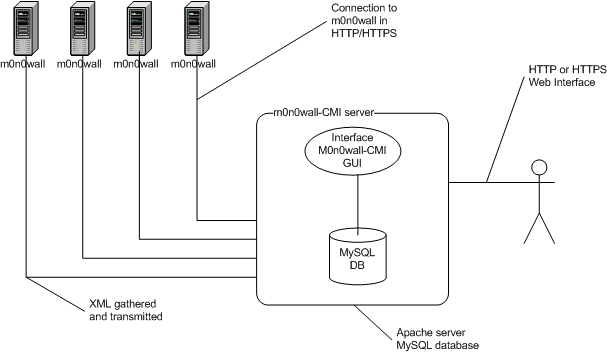 Connection to
m0n0wall in
HTTP/HTTPS
m0n0wall
m0n0wall
m0n0wall
m0n0wall
HTTP or HTTPS
Web Interface
m0n0wall-CMI server
Interface
M0n0wall-CMI
GUI
MySQL
DB
XML gathered
and transmitted
Apache server
MySQL database